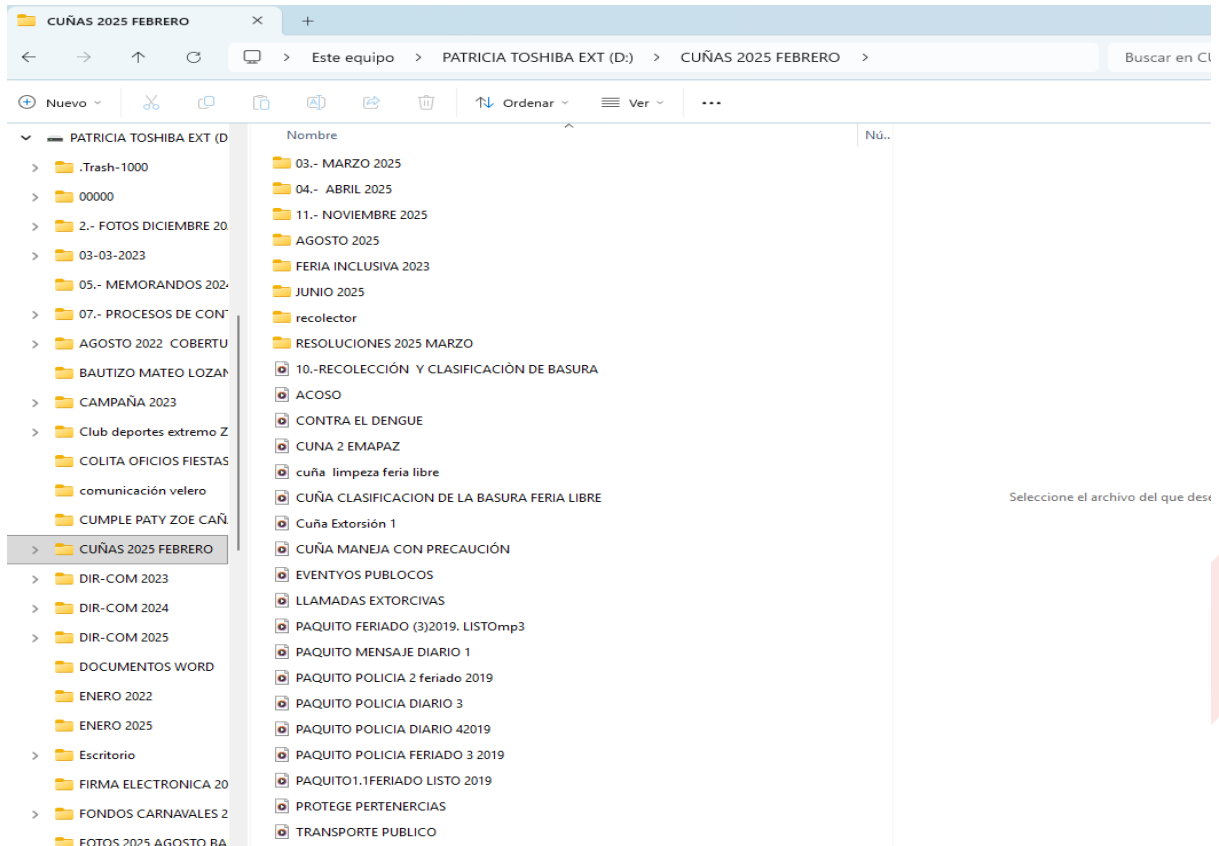 CUÑAS 2025 FEBRERO
Este equipo > PATRICIA TOSHIBA EXT (D:) > CUÑAS 2025 FEBRERO >
Buscar en CU
Nuevo
Ordenar
Ver
PATRICIA TOSHIBA EXT (D
.Trash-1000
00000
2.- FOTOS DICIEMBRE 20
03-03-2023
05.- MEMORANDOS 202
07.- PROCESOS DE CON
AGOSTO 2022  COBERTU
BAUTIZO MATEO LOZAN
CAMPAÑA 2023
Club deportes extremo Z
COLITA OFICIOS FIESTAS
comunicación velero
CUMPLE PATY ZOE CAÑ
CUÑAS 2025 FEBRERO
DIR-COM 2023
DIR-COM 2024
DIR-COM 2025
DOCUMENTOS WORD
ENERO 2022
ENERO 2025
Escritorio
FIRMA ELECTRONICA 20
FONDOS CARNAVALES 2
FOTOS 2025 AGOSTO BA
Nombre
Nú..
03.- MARZO 2025
04.-  ABRIL 2025
11.- NOVIEMBRE 2025
AGOSTO 2025
FERIA INCLUSIVA 2023
JUNIO 2025
recolector
RESOLUCIONES 2025 MARZO
10.-RECOLECCIÓN  Y CLASIFICACIÒN DE BASURA
ACOSO
CONTRA EL DENGUE
CUNA 2 EMAPAZ
cuña  limpeza feria libre
CUÑA CLASIFICACION DE LA BASURA FERIA LIBRE
Cuña Extorsión 1
CUÑA MANEJA CON PRECAUCIÓN
EVENTYOS PUBLOCOS
LLAMADAS EXTORCIVAS
PAQUITO FERIADO (3)2019. LISTOmp3
PAQUITO MENSAJE DIARIO 1
PAQUITO POLICIA 2 feriado 2019
PAQUITO POLICIA DIARIO 3
PAQUITO POLICIA DIARIO 42019
PAQUITO POLICIA FERIADO 3 2019
PAQUITO1.1FERIADO LISTO 2019
PROTEGE PERTENERCIAS
TRANSPORTE PUBLICO
Seleccione el archivo del que dese